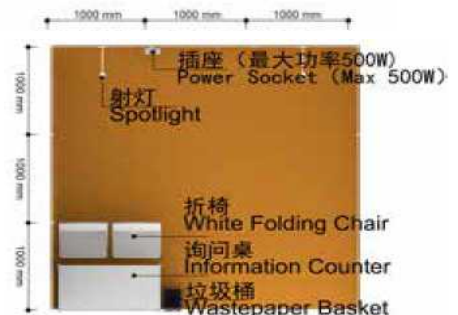 1000 mm
1000 mm
1000 mm
1000 mm
1000 mm
1000 mm
插座（最大功率500W)
Power Socket (Max 500W)
射灯
Spotlight
折椅
White Folding Chair
询问桌
Information Counter
垃圾桶
Wastepaper Basket